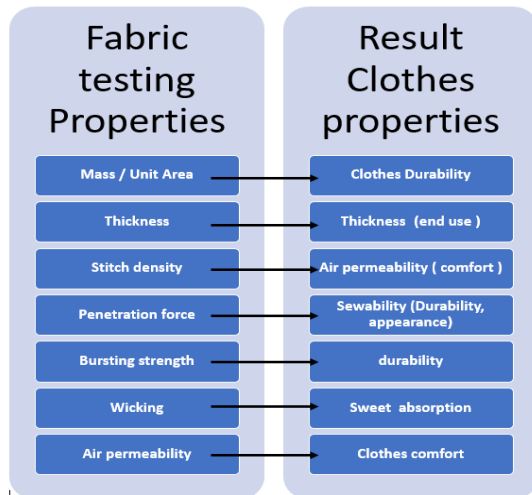 Fabric
testing
Properties
Mass / Unit Area
Thickness
Stitch density
Penetration force
Bursting strength
Wicking
Air permeability
Result
Clothes
properties
Clothes Durability
Thickness (end use )
Air permeability ( comfort )
Sewability (Durability,
appearance)
durability
Sweet absorption
Clothes comfort